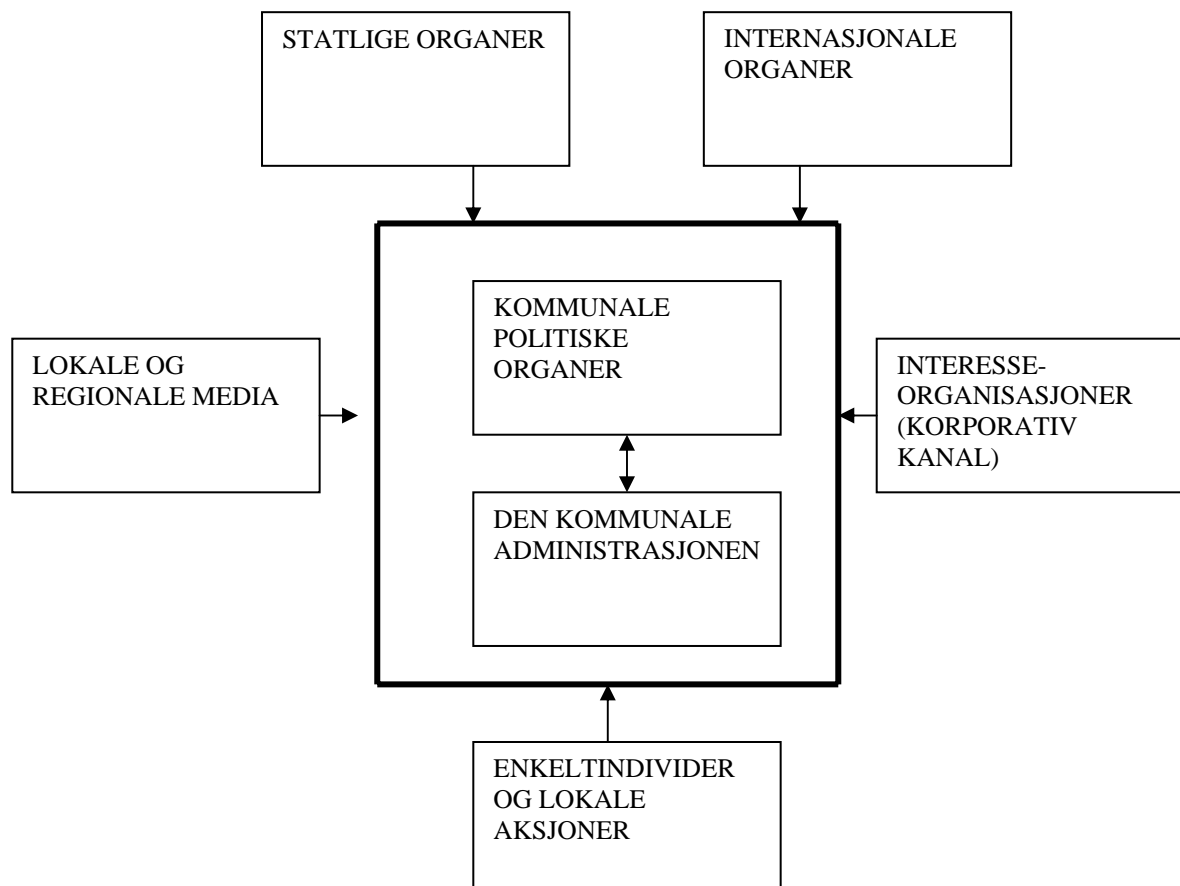 STATLIGE ORGANER
INTERNASJONALE
ORGANER
KOMMUNALE
POLITISKE
ORGANER
LOKALE OG
REGIONALE MEDIA
INTERESSE-
ORGANISASJONER
(KORPORATIV
KANAL)
DEN KOMMUNALE
ADMINISTRASJONEN
ENKELTINDIVIDER
OG LOKALE
AKSJONER